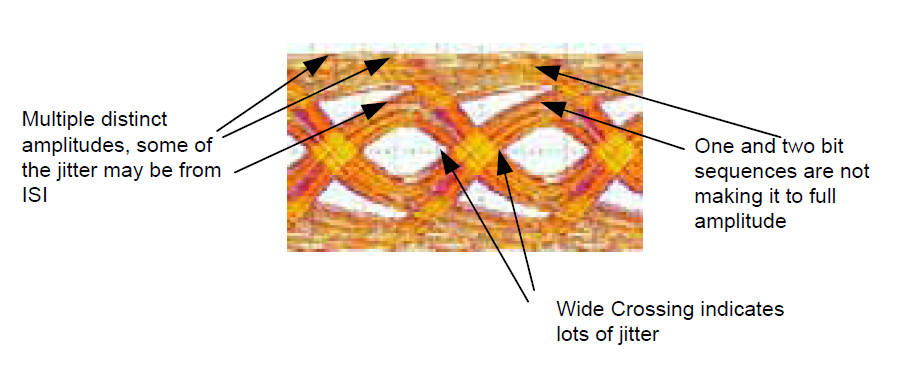 Multiple distinct
amplitudes, some of
the jitter may be from
ISI
One and two bit
sequences are not
making it to full
amplitude
Wide Crossing indicates
lots of jitter